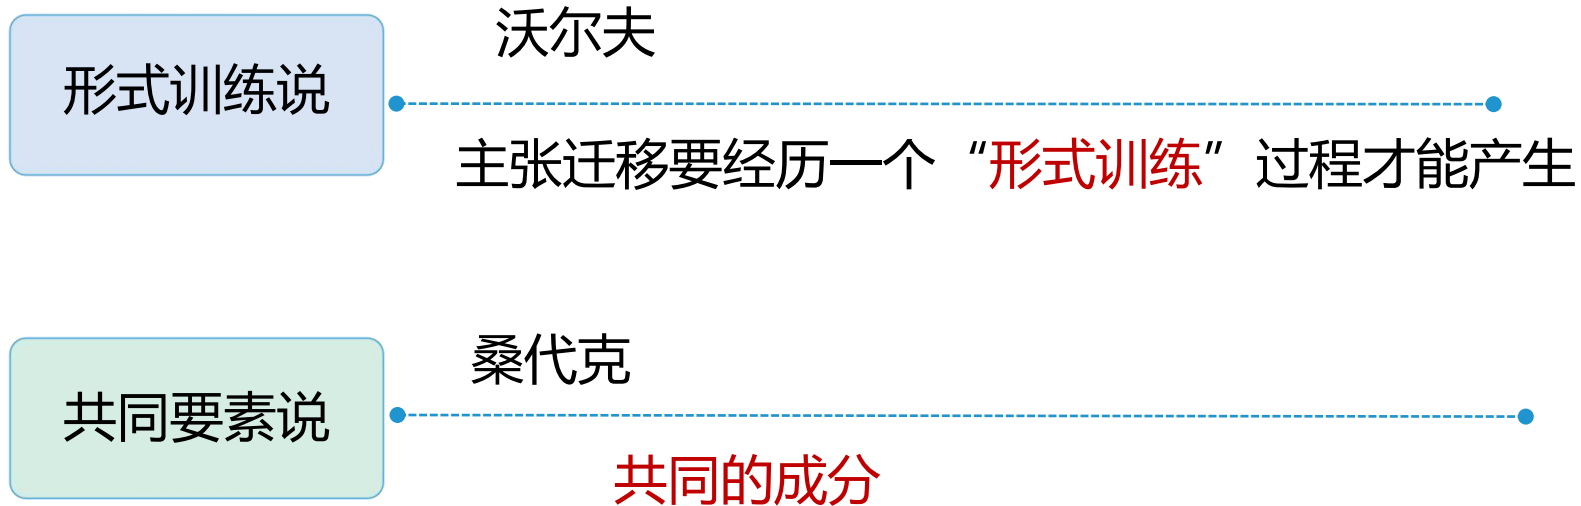 形式训练说
沃尔夫
主张迁移要经历一个“形式训练”过程才能产生
共同要素说
桑代克
共同的成分